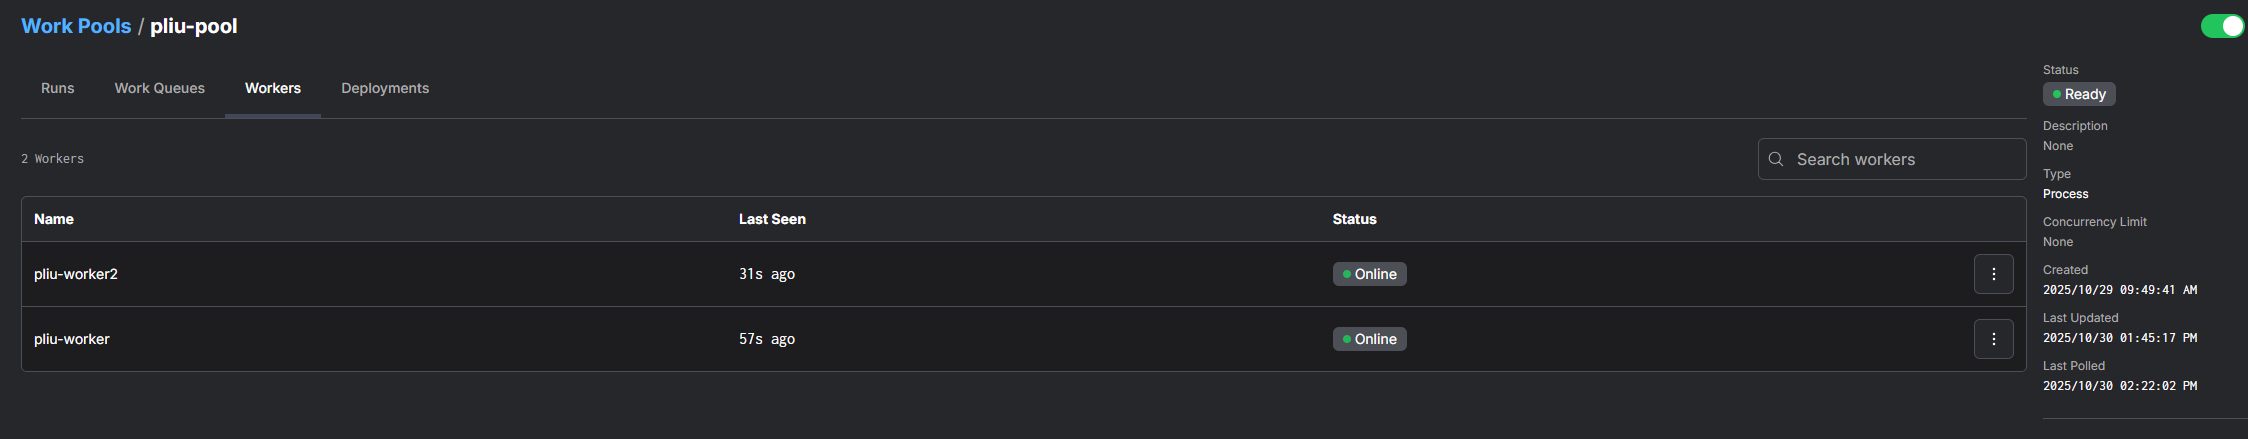 Work Pools / pliu-pool
Runs Work Queues Workers Deployments
2 Workers
Search workers
Name Last Seen Status
pliu-worker2 31s ago Online
pliu-worker 57s ago Online
Status
Ready
Description
None
Type
Process
Concurrency Limit
None
Created
2025/10/29 09:49:41 AM
Last Updated
2025/10/30 01:45:17 PM
Last Polled
2025/10/30 02:22:02 PM